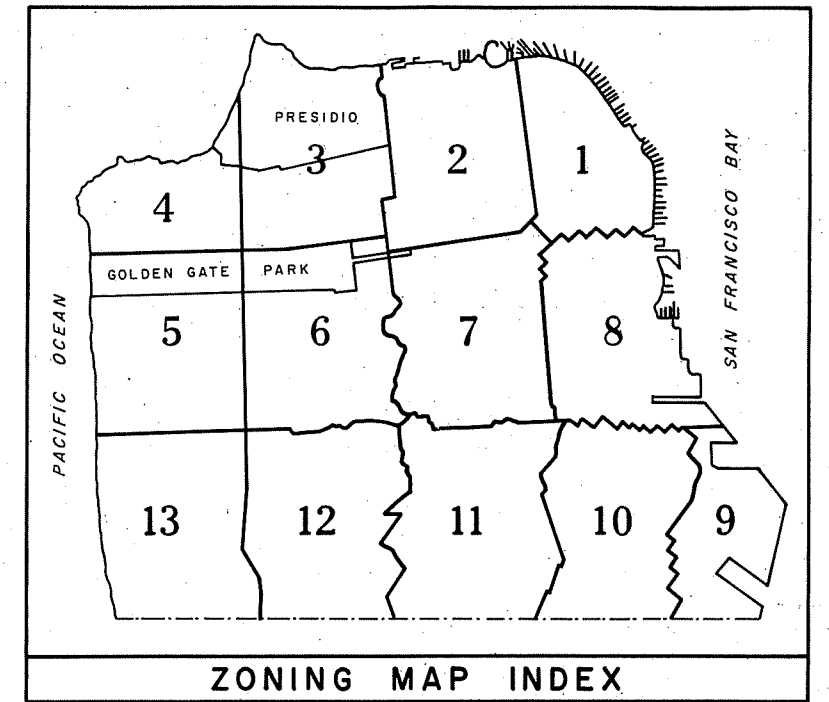 PRESIDIO
3
2
1
4
GOLDEN GATE PARK
5
6
7
8
PACIFIC OCEAN
SAN FRANCISCO BAY
13
12
11
10
9
ZONING MAP INDEX